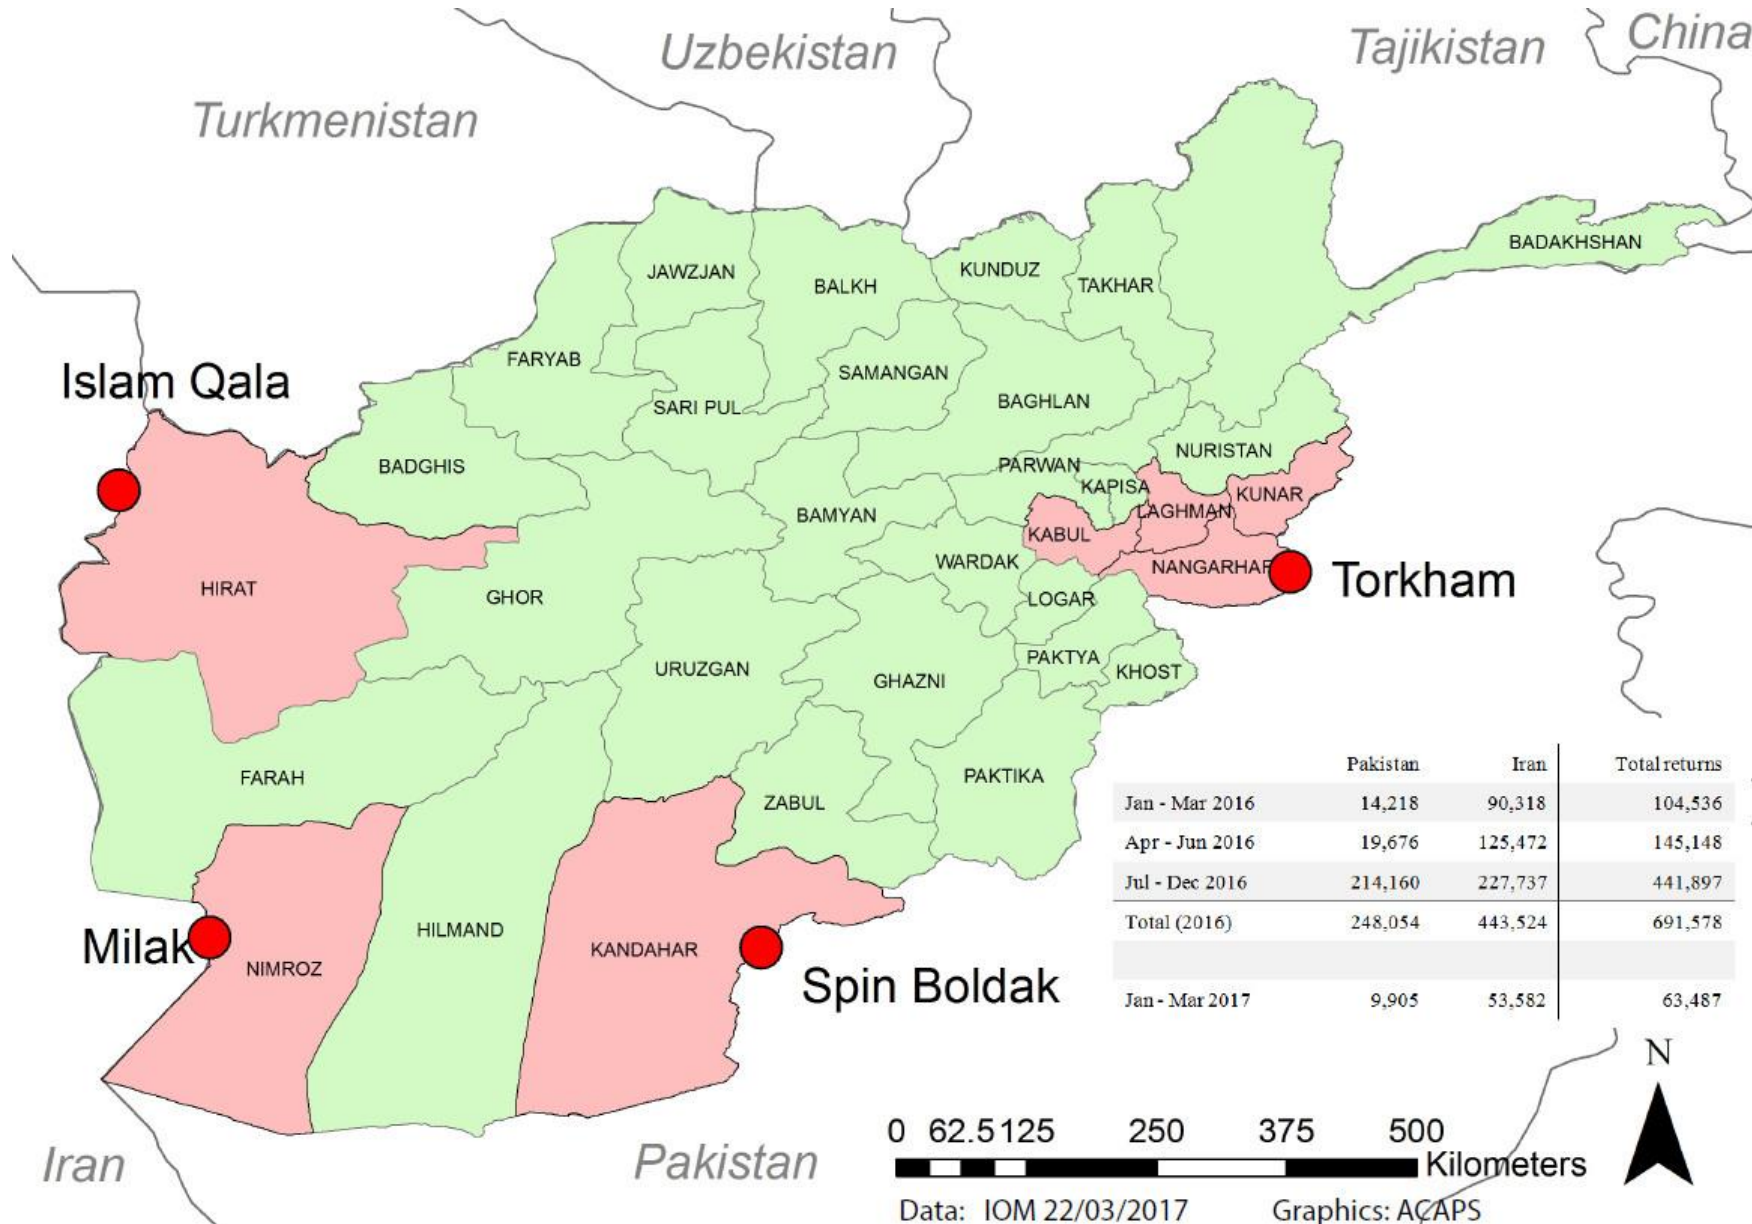 Uzbekistan
Tajikistan
China
Turkmenistan
BADAKHSHAN
JAWZJAN
BALKH
KUNDUZ
TAKHAR
FARYAB
SAMANGAN
Islam Qala
SARI PUL
BAGHLAN
BADGHIS
NURISTAN
PARWAN
KAPISA
KUNAR
BAMYAN
LAGHMAN
KABUL
WARDAK
NANGARHAR
Torkham
HIRAT
GHOR
LOGAR
URUZGAN
GHAZNI
PAKTYA
KHOST
FARAH
ZABUL
PAKTIKA
Milak
NIMROZ
HILMAND
KANDAHAR
Spin Boldak
Pakistan Iran Total returns
Jan - Mar 2016 14,218 90,318 104,536
Apr - Jun 2016 19,676 125,472 145,148
Jul - Dec 2016 214,160 227,737 441,897
Total (2016) 248,054 443,524 691,578
Jan - Mar 2017 9,905 53,582 63,487
N
Iran
Pakistan
0 62.5 125 250 375 500
Kilometers
Data: IOM 22/03/2017 Graphics: ACAPS